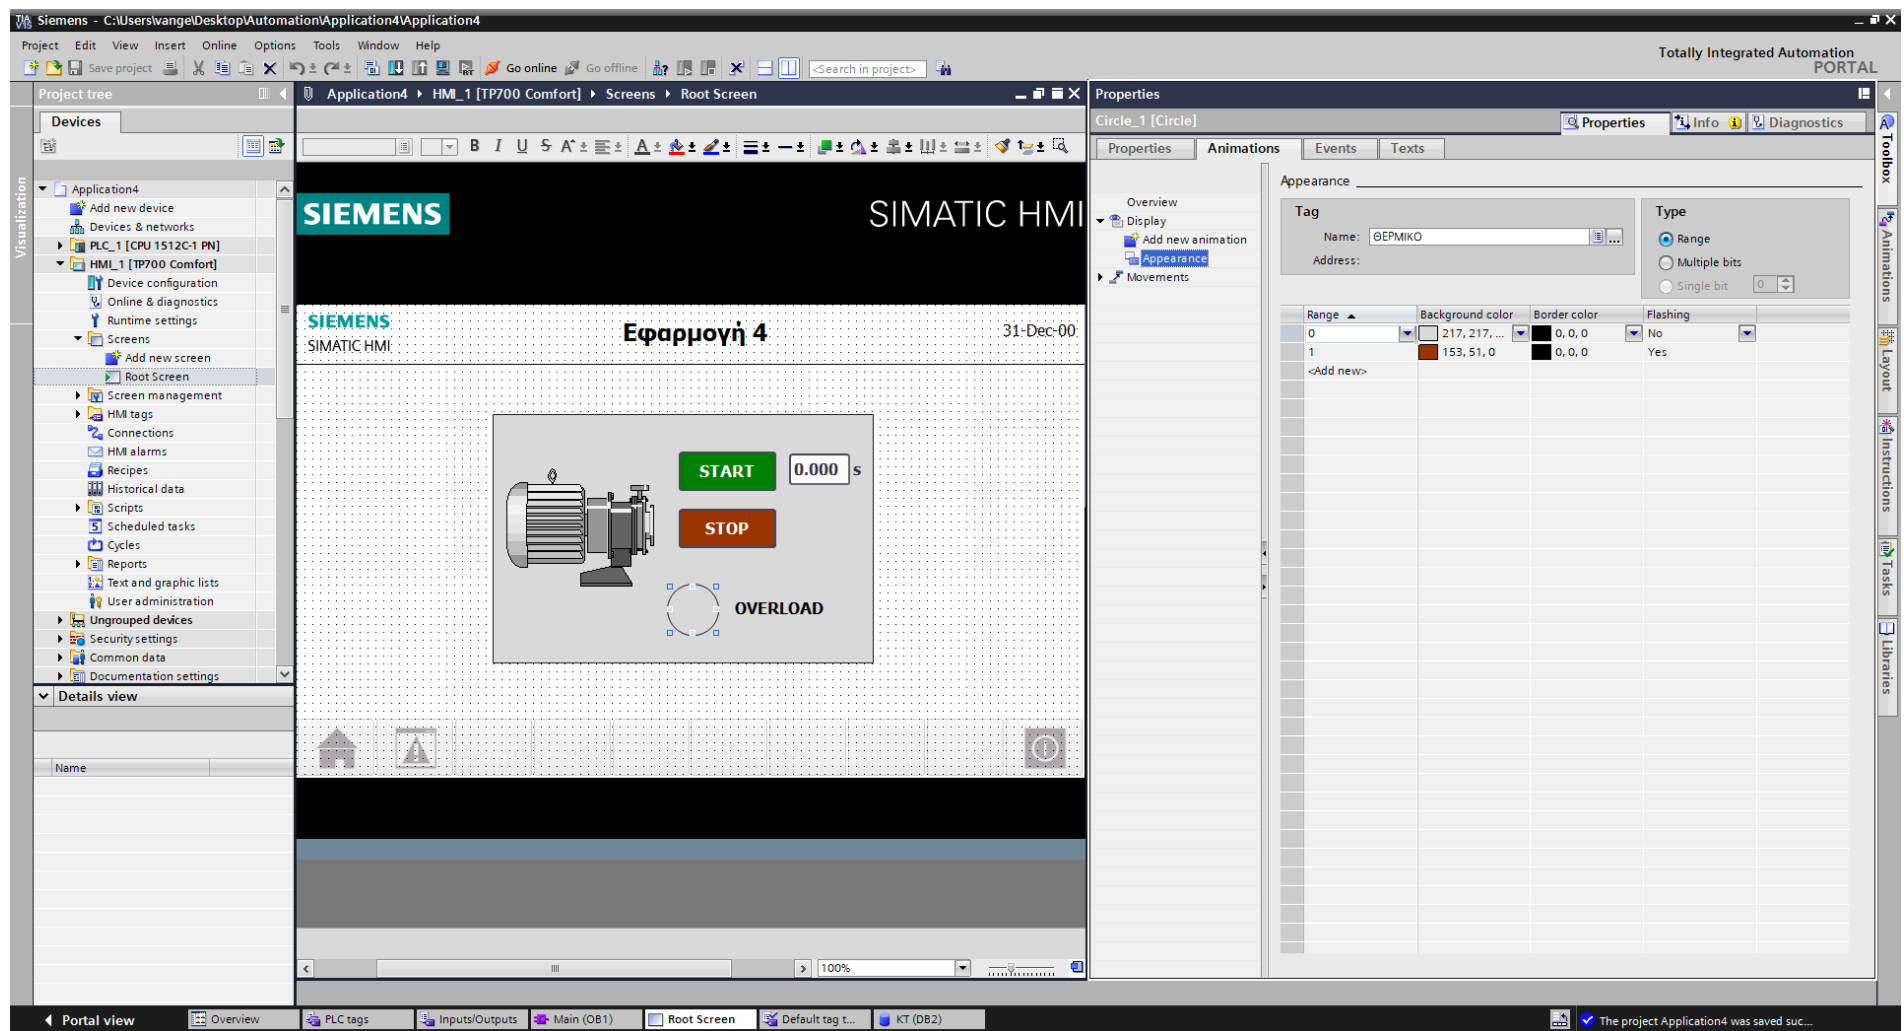 Siemens - C:\Users\vange\Desktop\Automation\Application4\Application4
Project Edit View Insert Online Options Tools Window Help
Totally Integrated Automation
PORTAL
Save project Go online Go offline <Search in project>
Project tree
Devices
Visualization
Application4
Add new device
Devices & networks
PLC_1 [CPU 1512C-1 PN]
HMI_1 [TP700 Comfort]
Device configuration
Online & diagnostics
Runtime settings
Screens
Add new screen
Root Screen
Screen management
HMI tags
Connections
HMI alarms
Recipes
Historical data
Scripts
Scheduled tasks
Cycles
Reports
Text and graphic lists
User administration
Ungrouped devices
Security settings
Common data
Documentation settings
Details view
Name
Application4 HMI_1 [TP700 Comfort] Screens Root Screen
SIEMENS
SIMATIC HMI
SIEMENS
SIMATIC HMI
Εφαρμογή 4
31-Dec-00
START
0.000 s
STOP
OVERLOAD
100%
Properties
Circle_1 [Circle]
Properties Info Diagnostics
Properties Animations Events Texts
Overview
Display
Add new animation
Appearance
Movements
Appearance
Tag
Name: ΘΕΡΜΙΚΟ
Address:
Type
Range
Multiple bits
Single bit 0
Range Background color Border color Flashing
0 217, 217, ... 0, 0, 0 No
1 153, 51, 0 0, 0, 0 Yes
<Add new>
Toolbox
Animations
Layout
Instructions
Tasks
Libraries
Portal view Overview PLC tags Inputs/Outputs Main (OB1) Root Screen Default tag t... KT (DB2)
The project Application4 was saved suc...